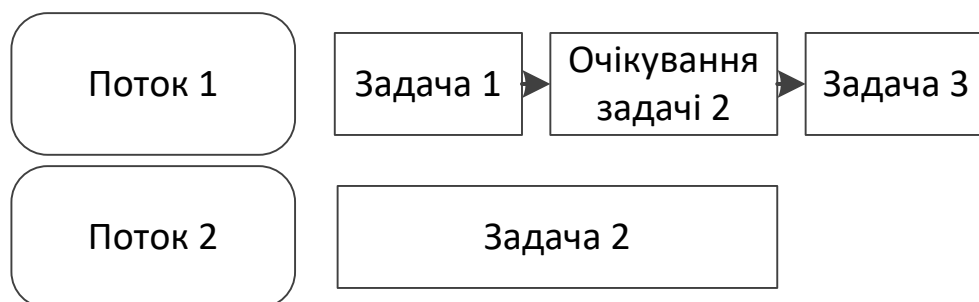 Поток 1
Задача 1
Очікування
задачі 2
Задача 3
Поток 2
Задача 2